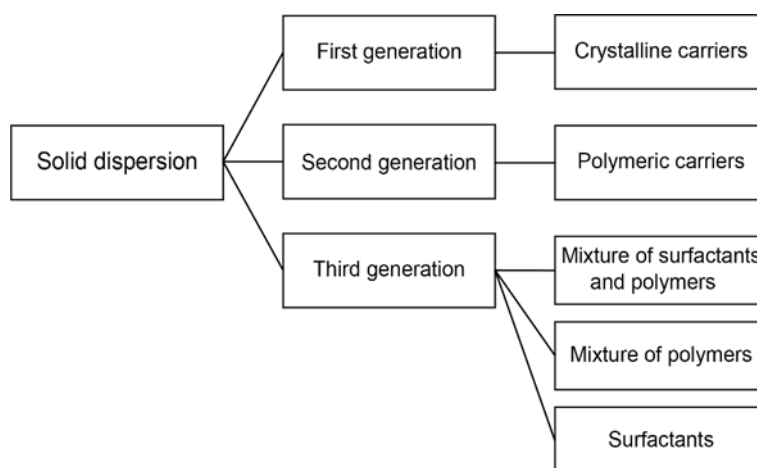 First generation
Crystalline carriers
Solid dispersion
Second generation
Polymeric carriers
Third generation
Mixture of surfactants
and polymers
Mixture of polymers
Surfactants